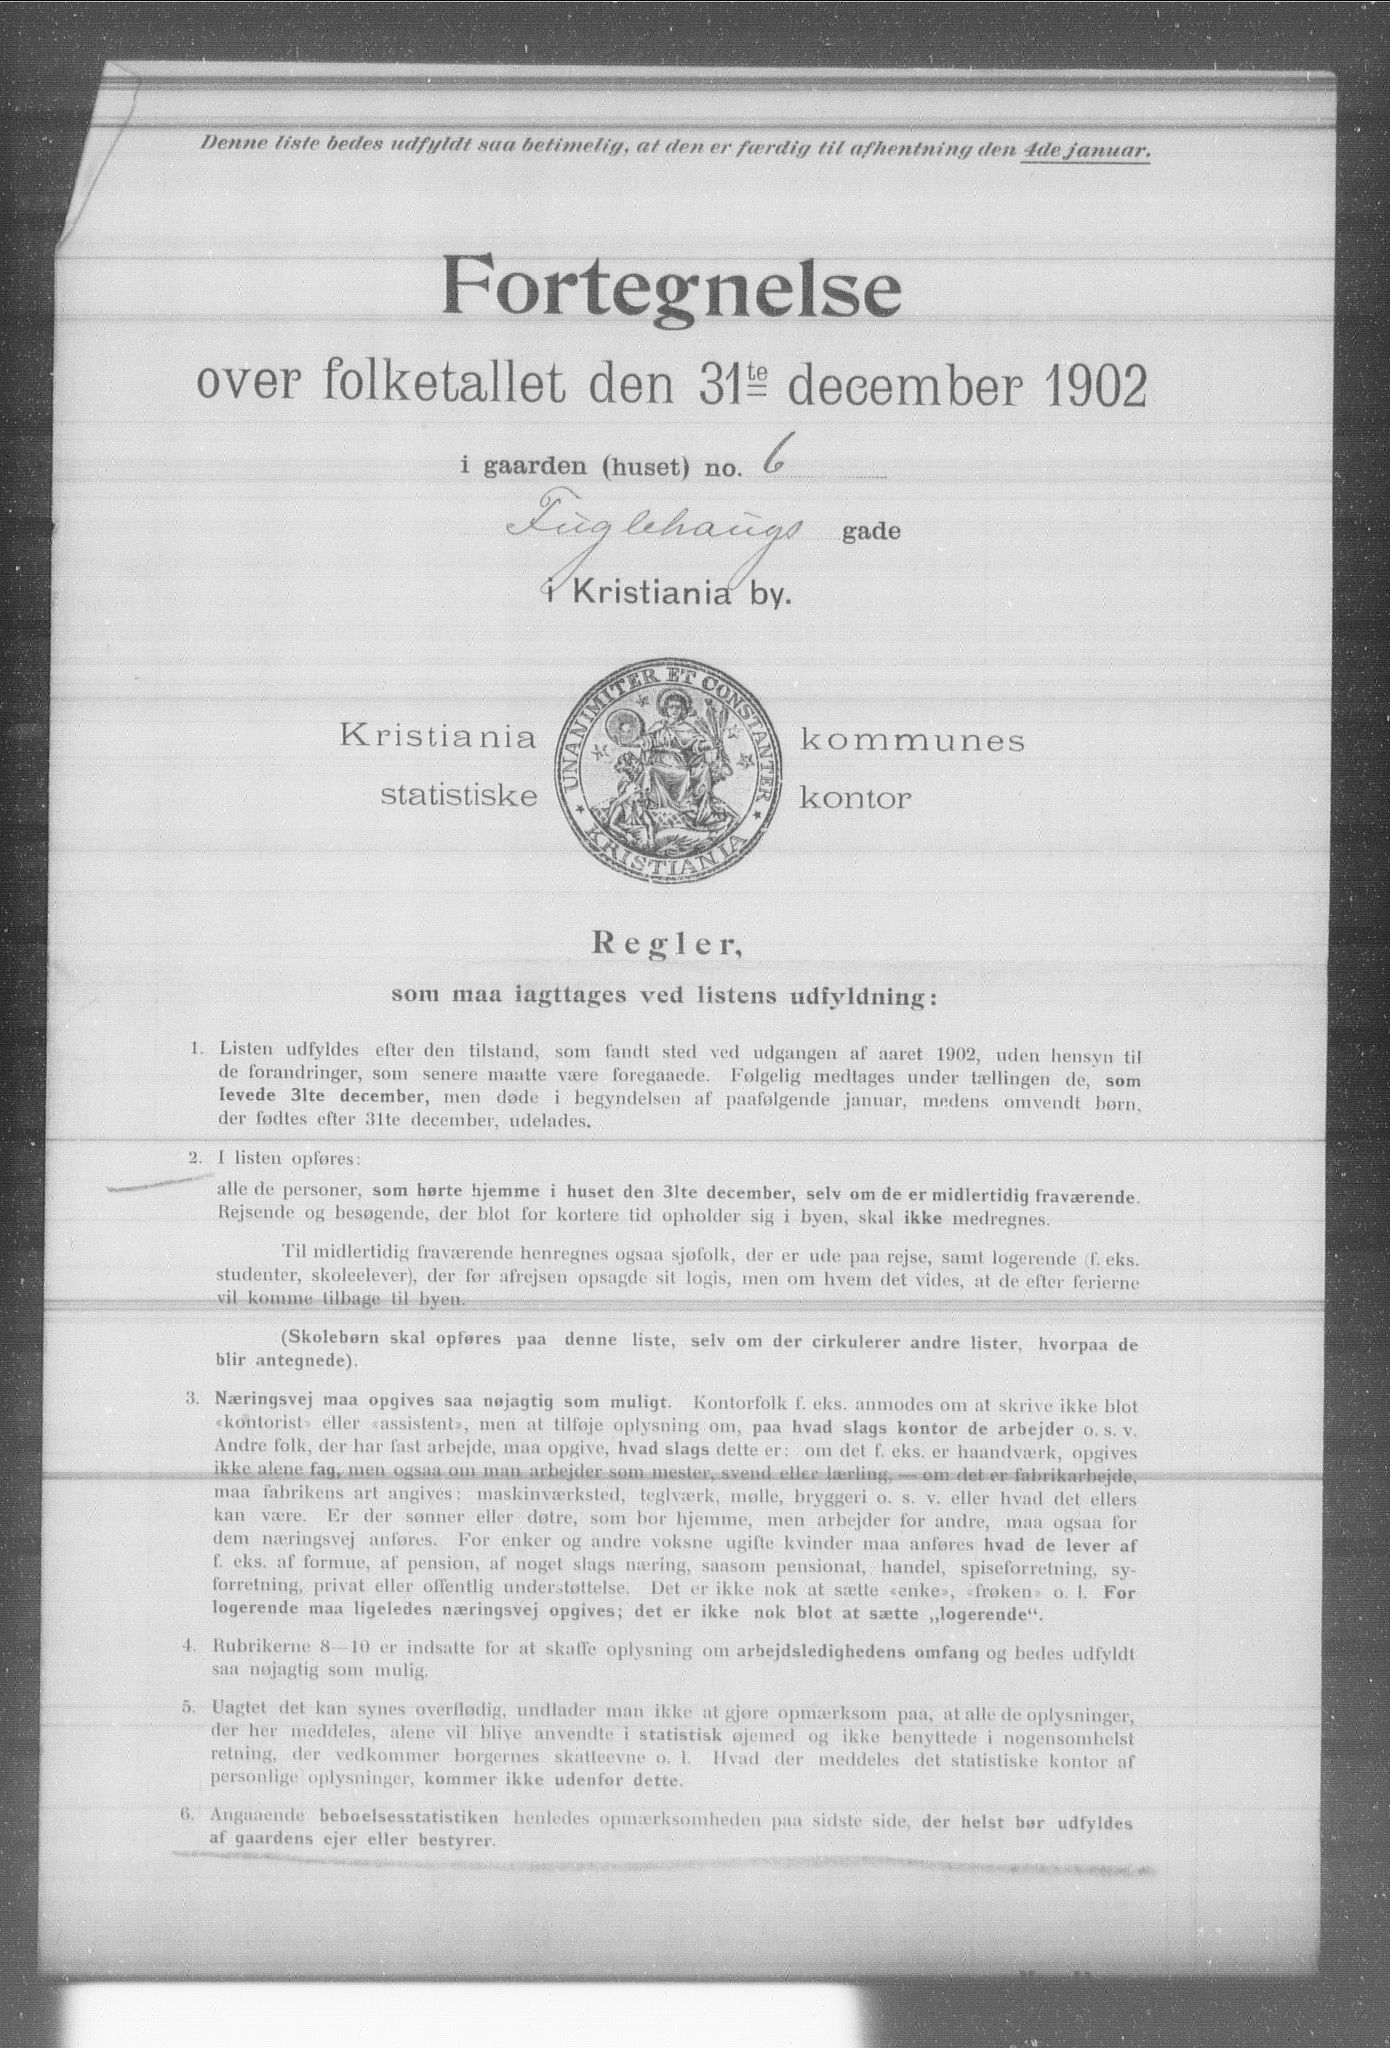 Denne liste bedes udfyldt saa betimelig, at den er færdig til afhentning den 4de januar.
Fortegnelse
over folketallet den 31te december 1902
i gaarden (huset) no. 6
Fuglehaugs gade
i Kristiania by.
Kristiania kommunes
statistiske kontor
UNANIMITER ET CONSTANTER
KRISTIANIA
Regler,
som maa iagttages ved listens udfyldning:
1. Listen udfyldes efter den tilstand, som fandt sted ved udgangen af aaret 1902, uden hensyn til
de forandringer, som senere maatte være foregaaede. Følgelig medtages under tællingen de, som
levede 31te december, men døde i begyndelsen af paafølgende januar, medens omvendt børn,
der fødtes efter 31te december, udelades.
2. I listen opføres:
alle de personer, som hørte hjemme i huset den 31te december, selv om de er midlertidig fraværende.
Rejsende og besøgende, der blot for kortere tid opholder sig i byen, skal ikke medregnes.
Til midlertidig fraværende henregnes ogsaa sjøfolk, der er ude paa rejse, samt logerende (f. eks.
studenter, skoleelever), der før afrejsen opsagde sit logis, men om hvem det vides, at de efter ferierne
vil komme tilbage til byen.
(Skolebørn skal opføres paa denne liste, selv om der cirkulerer andre lister, hvorpaa de
blir antegnede).
3. Næringsvej maa opgives saa nøjagtig som muligt. Kontorfolk f. eks. anmodes om at skrive ikke blot
«kontorist» eller «assistent», men at tilføje oplysning om, paa hvad slags kontor de arbejder o. s. v.
Andre folk, der har fast arbejde, maa opgive, hvad slags dette er: om det f. eks. er haandværk, opgives
ikke alene fag, men ogsaa om man arbejder som mester, svend eller lærling, — om det er fabrikarbejde,
maa fabrikens art angives: maskinværksted, teglværk, mølle, bryggeri o. s. v. eller hvad det ellers
kan være. Er der sønner eller døtre, som bor hjemme, men arbejder for andre, maa ogsaa for
dem næringsvej anføres. For enker og andre voksne ugifte kvinder maa anføres hvad de lever af
f. eks. af formue, af pension, af noget slags næring, saasom pensionat, handel, spiseforretning, sy-
forretning, privat eller offentlig understøttelse. Det er ikke nok at sætte «enke», «frøken» o. l. For
logerende maa ligeledes næringsvej opgives; det er ikke nok blot at sætte „logerende“.
4. Rubrikerne 8—10 er indsatte for at skaffe oplysning om arbejdsledighedens omfang og bedes udfyldt
saa nøjagtig som mulig.
5. Uagtet det kan synes overflødig, undlader man ikke at gjøre opmærksom paa, at alle de oplysninger,
der her meddeles, alene vil blive anvendte i statistisk øjemed og ikke benyttede i nogensomhelst
retning, der vedkommer borgernes skatteevne o. l. Hvad der meddeles det statistiske kontor af
personlige oplysninger, kommer ikke udenfor dette.
6. Angaaende beboelsesstatistiken henledes opmærksomheden paa sidste side, der helst bør udfyldes
af gaardens ejer eller bestyrer.